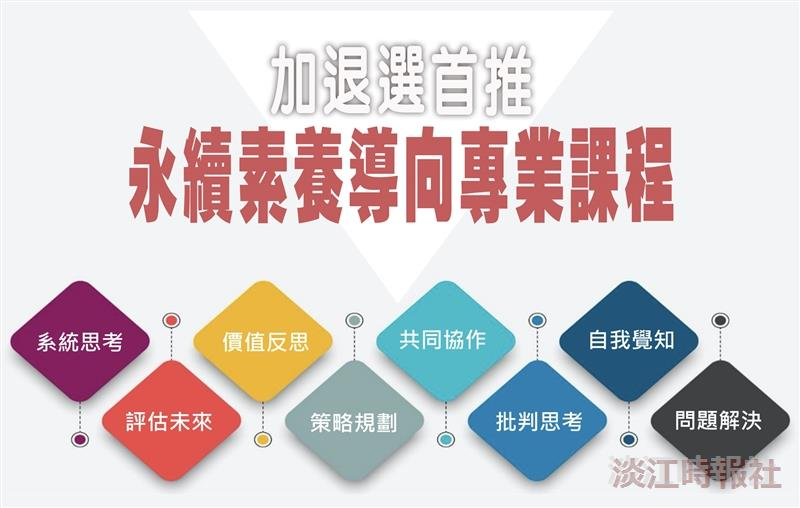 加退選首推
永續素養導向專業課程
系統思考
評估未來
價值反思
策略規劃
共同協作
批判思考
自我覺知
問題解決
淡江時報社